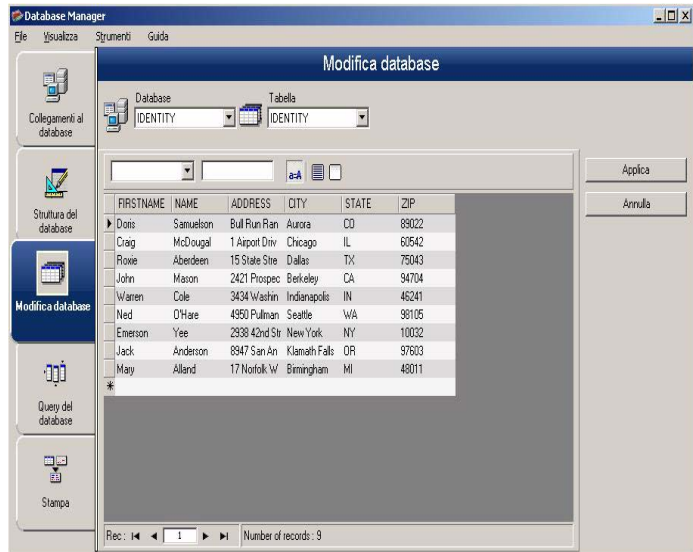 Database Manager
File Visualizza Strumenti Guida
Modifica database
Collegamenti al
database
Struttura del
database
Modifica database
Query del
database
Stampa
Database
IDENTITY
Tabella
IDENTITY
a=A
Applica
Annulla
FIRSTNAME NAME ADDRESS CITY STATE ZIP
Doris Samuelson Bull Run Ran Aurora CO 89022
Craig McDougal 1 Airport Driv Chicago IL 60542
Roxie Aberdeen 15 State Stre Dallas TX 75043
John Mason 2421 Prospec Berkeley CA 94704
Warren Cole 3434 Washin Indianapolis IN 46241
Ned O'Hare 4950 Pullman Seattle WA 98105
Emerson Yee 2938 42nd Str New York NY 10032
Jack Anderson 8947 San An Klamath Falls OR 97603
Mary Alland 17 Norfolk W Birmingham MI 48011
Rec : 1 Number of records : 9